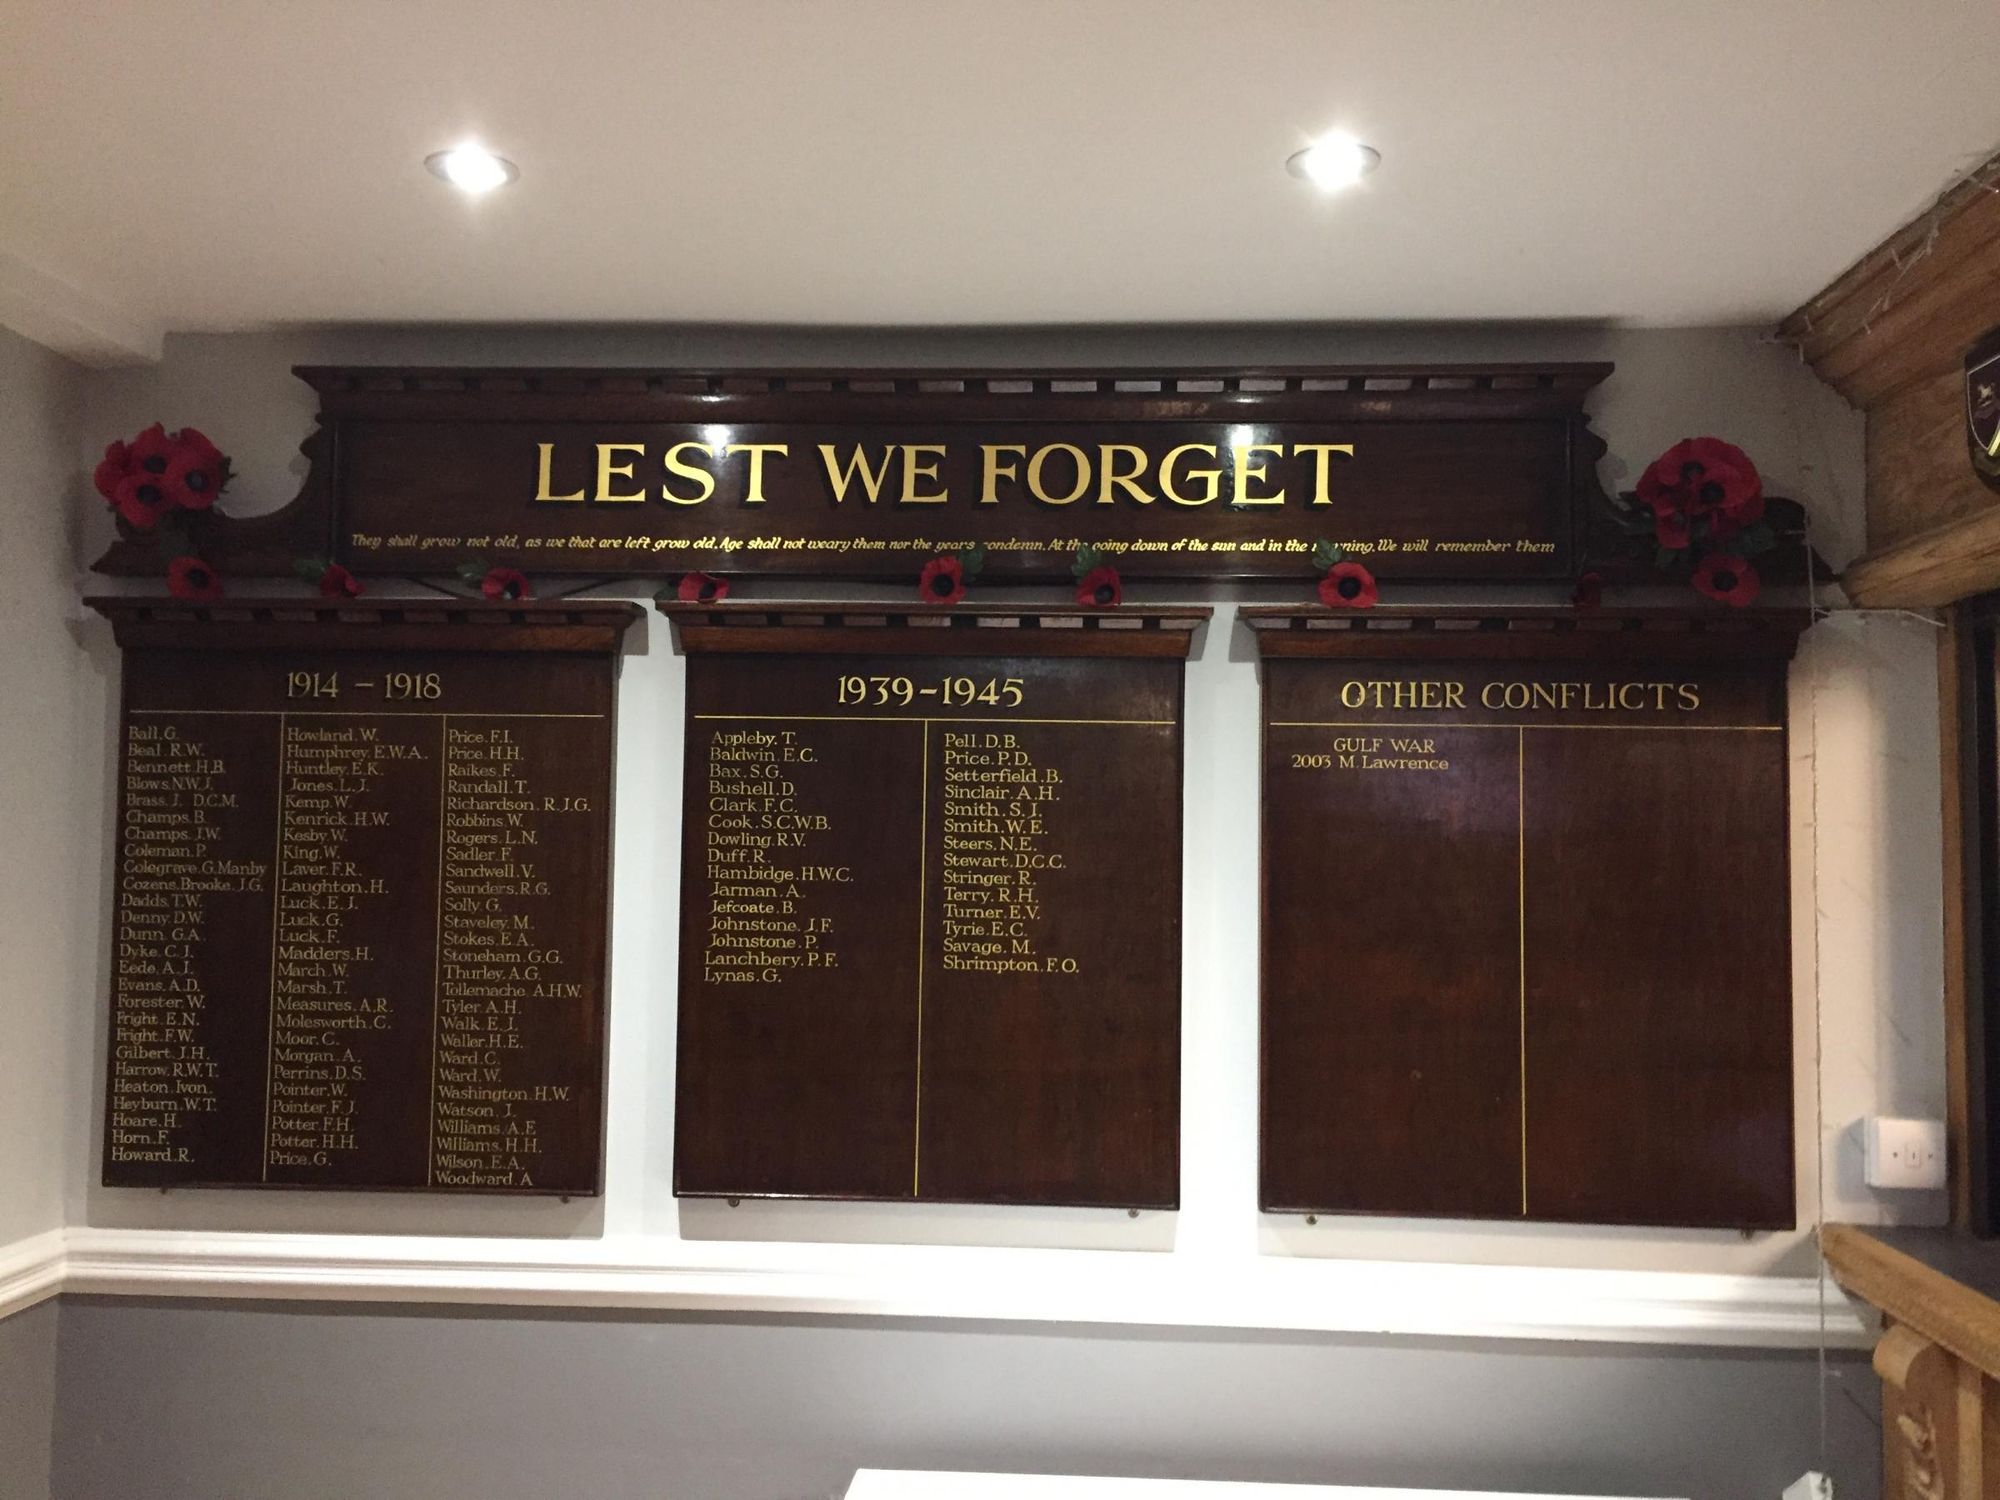 LEST WE FORGET
They shall grow not old, as we that are left grow old. Age shall not weary them nor the years condemn. At the going down of the sun and in the morning. We will remember them
1914 - 1918
Ball. G.
Beal. R.W.
Bennett. H.B.
Blows. N.W.J.
Brass. J. D.C.M.
Champs. B.
Champs. J.W.
Coleman. P.
Colegrave. G. Manby
Cozens. Brooke. J.G.
Dadds. T.W.
Denny. D.W.
Dunn. G.A.
Dyke. C.J.
Eede. A.J.
Evans. A.D.
Forester. W.
Fright. E.N.
Fright. F.W.
Gilbert. J.H.
Harrow. R.W.T.
Heaton. Ivon.
Heyburn. W.T.
Hoare. H.
Horn. F.
Howard. R.
Howland. W.
Humphrey. E.W.A.
Huntley. E.K.
Jones. L.J.
Kemp. W.
Kenrick. H.W.
Kesby. W.
King. W.
Laver. F.R.
Laughton. H.
Luck. E.J.
Luck. G.
Luck. F.
Madders. H.
March. W.
Marsh. T.
Measures. A.R.
Molesworth. C.
Moor. C.
Morgan. A.
Perrins. D.S.
Pointer. W.
Pointer. F.J.
Potter. F.H.
Potter. H.H.
Price. G.
Price. F.I.
Price. H.H.
Raikes. F.
Randall. T.
Richardson. R.J.G.
Robbins. W.
Rogers. L.N.
Sadler. F.
Sandwell. V.
Saunders. R.G.
Solly. G.
Staveley. M.
Stokes. E.A.
Stoneham. G.G.
Thurley. A.G.
Tollemache. A.H.W.
Tyler. A.H.
Walk. E.J.
Waller. H.E.
Ward. C.
Ward. W.
Washington. H.W.
Watson. J.
Williams. A.E
Williams. H.H.
Wilson. E.A.
Woodward. A
1939-1945
Appleby. T.
Baldwin. E.C.
Bax. S.G.
Bushell. D.
Clark. F.C.
Cook. S.C.W.B.
Dowling. R.V.
Duff. R.
Hambidge. H.W.C.
Jarman. A.
Jefcoate. B.
Johnstone. J.F.
Johnstone. P.
Lanchbery. P.F.
Lynas. G.
Pell. D.B.
Price. P.D.
Setterfield. B.
Sinclair. A.H.
Smith. S.J.
Smith. W.E.
Steers. N.E.
Stewart. D.C.C.
Stringer. R.
Terry. R.H.
Turner. E.V.
Tyrie. E.C.
Savage. M.
Shrimpton. F.O.
OTHER CONFLICTS
GULF WAR
2003 M. Lawrence